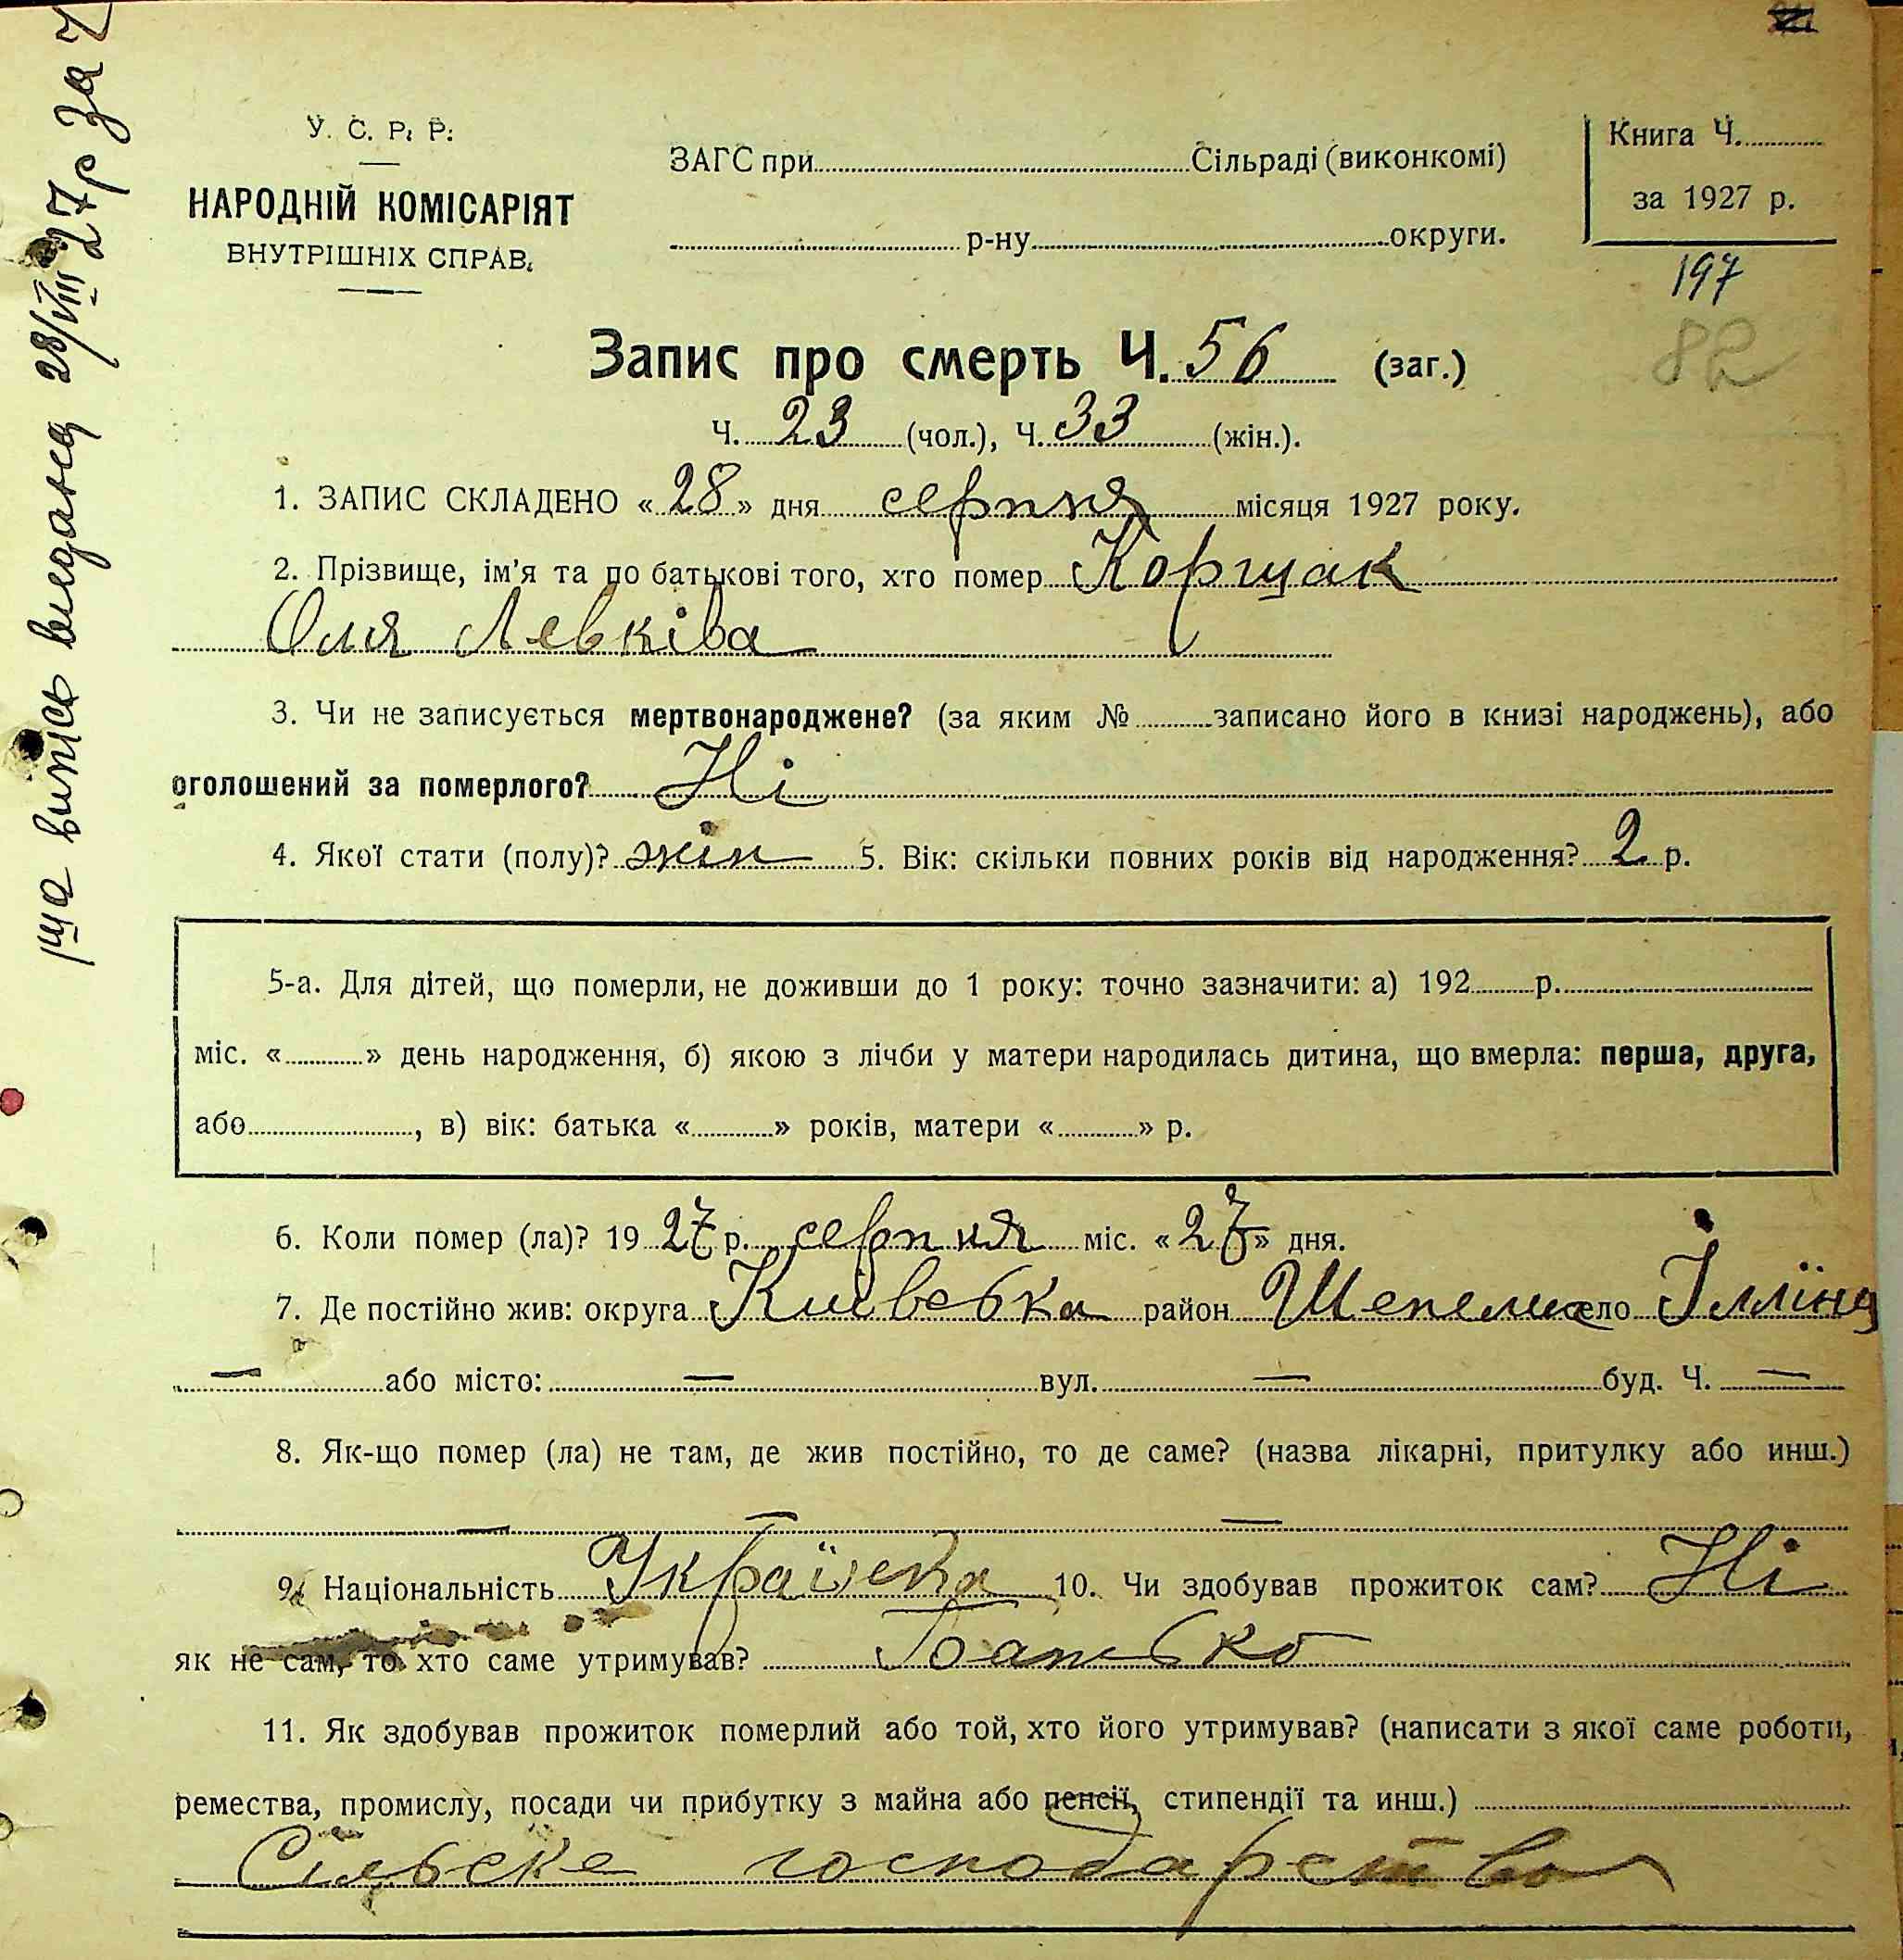 У. С. Р. Р.
НАРОДНІЙ КОМІСАРІЯТ
ВНУТРІШНІХ СПРАВ.
ЗАГС при Сільраді (виконкомі)
р-ну округи.
Книга Ч.
за 1927 р.
197
82
Запис про смерть Ч. 56 (заг.)
Ч. 23 (чол.), Ч. 33 (жін.).
1. ЗАПИС СКЛАДЕНО «28» дня серпня місяця 1927 року.
2. Прізвище, ім'я та по батькові того, хто помер Корщак
Оля Левківа
3. Чи не записується мертвонароджене? (за яким № записано його в книзі народжень), або
оголошений за померлого? Ні
4. Якої стати (полу)? жін 5. Вік: скільки повних років від народження? 2 р.
5-а. Для дітей, що померли, не доживши до 1 року: точно зазначити: а) 192 р.
міс. « » день народження, б) якою з лічби у матери народилась дитина, що вмерла: перша, друга,
або , в) вік: батька « » років, матери « » р.
6. Коли помер (ла)? 19 27 р. серпня міс. «27» дня.
7. Де постійно жив: округа Київська район Шепелиц село Іллінц
— або місто: — вул. — буд. Ч. —
8. Як-що помер (ла) не там, де жив постійно, то де саме? (назва лікарні, притулку або инш.)
— — —
9. Національність Українська 10. Чи здобував прожиток сам? Ні
як не сам, то хто саме утримував? Батько
11. Як здобував прожиток померлий або той, хто його утримував? (написати з якої саме роботи,
ремества, промислу, посади чи прибутку з майна або пенсії, стипендії та инш.)
Сільське господарство
випись видана 28/VIII 27 р за